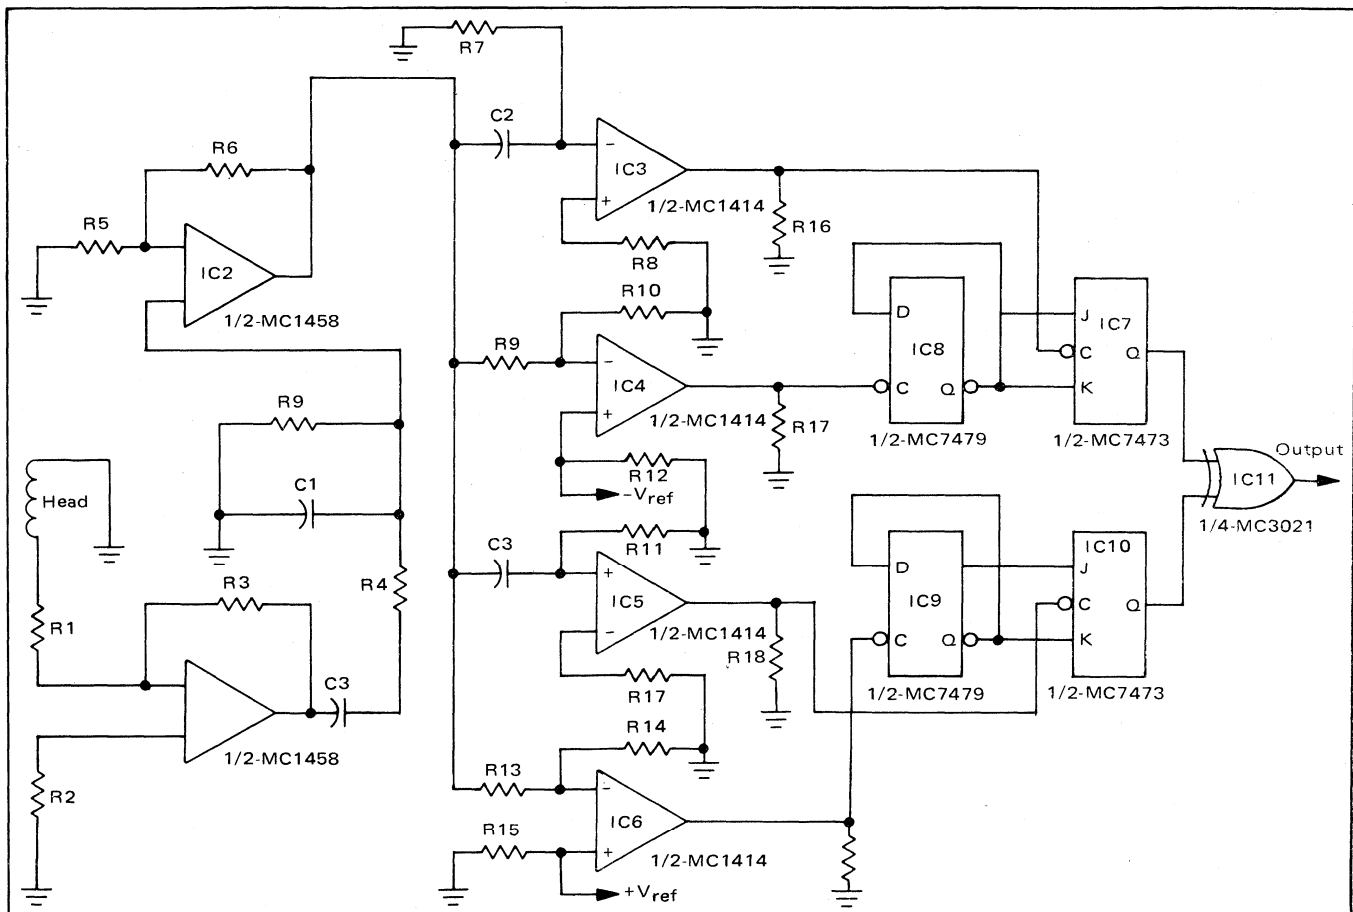 R7
C2
R6
−
IC3
+
1/2-MC1414
R5
IC2
R16
R8
1/2-MC1458
R10
D
J
IC7
R9
−
IC8
C
Q
IC4
C
Q
K
+
1/2-MC1414
R17
1/2-MC7479
1/2-MC7473
R9
R12
Output
−Vref
IC11
Head
C1
1/4-MC3021
R11
C3
IC10
R3
R4
+
D
J
IC5
IC9
C
Q
R1
−
1/2-MC1414
C
Q
K
R18
C3
R17
1/2-MC7479
1/2-MC7473
R14
1/2-MC1458
R13
−
R2
IC6
R15
+
1/2-MC1414
+Vref